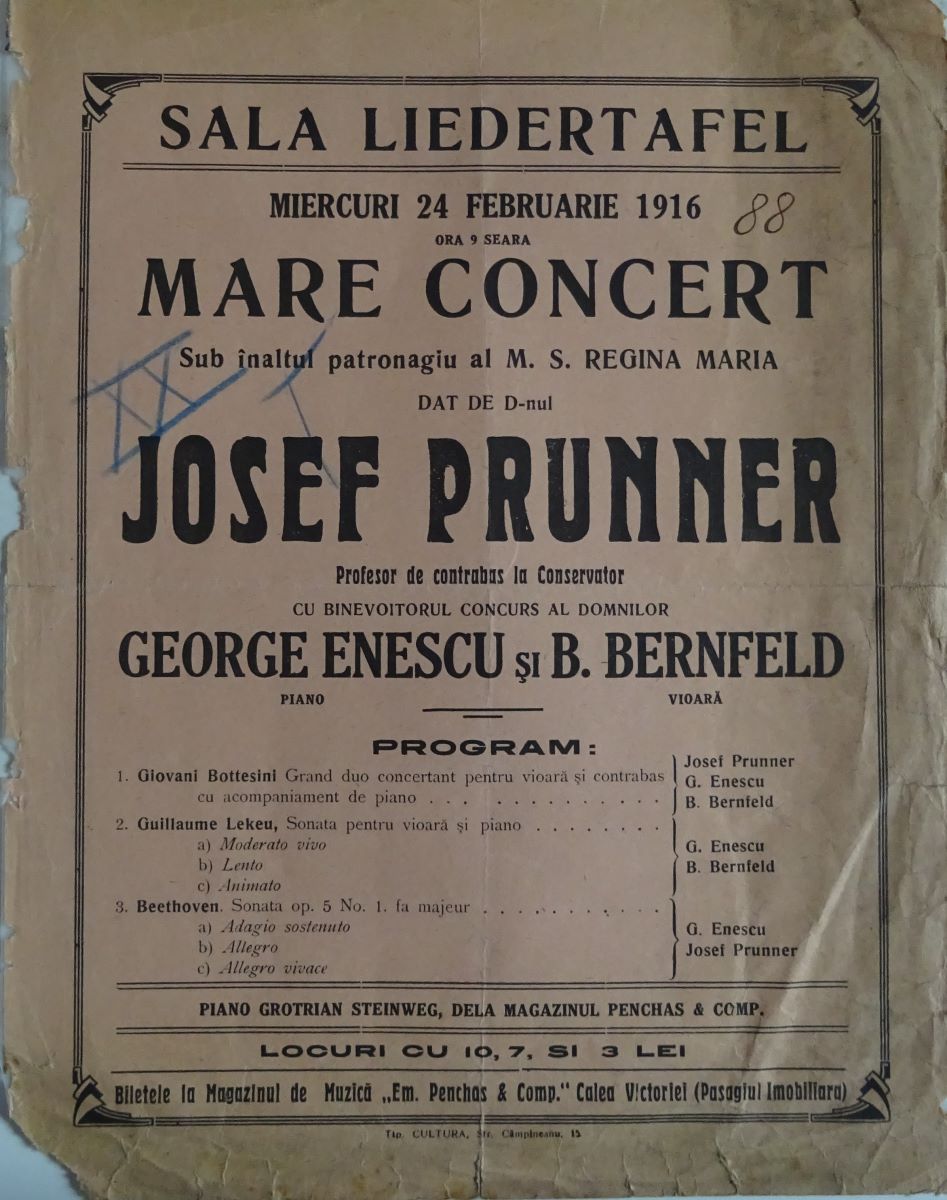 SALA LIEDERTAFEL
MIERCURI 24 FEBRUARIE 1916
88
ORA 9 SEARA
MARE CONCERT
Sub înaltul patronagiu al M. S. REGINA MARIA
DAT DE D-nul
JOSEF PRUNNER
Profesor de contrabas la Conservator
CU BINEVOITORUL CONCURS AL DOMNILOR
GEORGE ENESCU ȘI B. BERNFELD
PIANO VIOARĂ
PROGRAM:
1. Giovani Bottesini Grand duo concertant pentru vioară și contrabas
cu acompaniament de piano . . . . . . . . . . . . .
Josef Prunner
G. Enescu
B. Bernfeld
2. Guillaume Lekeu, Sonata pentru vioară și piano . . . . . . . .
a) Moderato vivo
b) Lento
c) Animato
G. Enescu
B. Bernfeld
3. Beethoven. Sonata op. 5 No. 1. fa majeur . . . . . . . . . . .
a) Adagio sostenuto
b) Allegro
c) Allegro vivace
G. Enescu
Josef Prunner
PIANO GROTRIAN STEINWEG, DELA MAGAZINUL PENCHAS & COMP.
LOCURI CU 10, 7, SI 3 LEI
Biletele la Magazinul de Muzică „Em. Penchas & Comp.“ Calea Victoriei (Pasagiul Imobiliara)
Tip. CULTURA, Str. Câmpineanu, 15